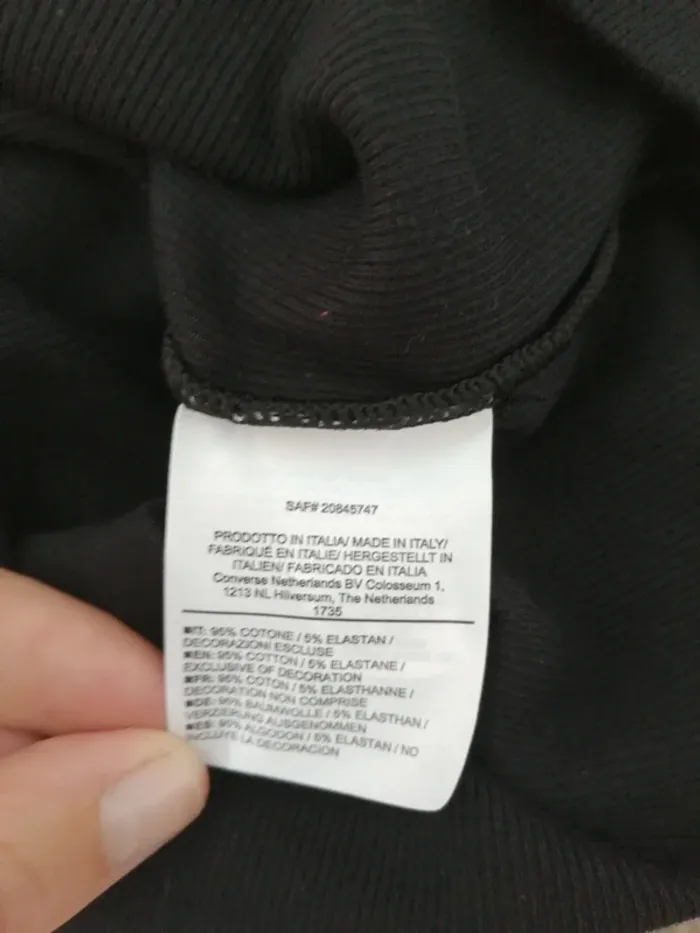 SAF# 20845747
PRODOTTO IN ITALIA/ MADE IN ITALY/
FABRIQUÉ EN ITALIE/ HERGESTELLT IN
ITALIEN/ FABRICADO EN ITALIA
Converse Netherlands BV Colosseum 1,
1213 NL Hilversum, The Netherlands
1735
■IT: 95% COTONE / 5% ELASTAN /
DECORAZIONI ESCLUSE
■EN: 95% COTTON / 5% ELASTANE /
EXCLUSIVE OF DECORATION
■FR: 95% COTON / 5% ELASTHANNE /
DECORATION NON COMPRISE
■DE: 95% BAUMWOLLE / 5% ELASTHAN /
VERZIERUNG AUSGENOMMEN
■ES: 95% ALGODON / 5% ELASTAN / NO
INCLUYE LA DECORACION